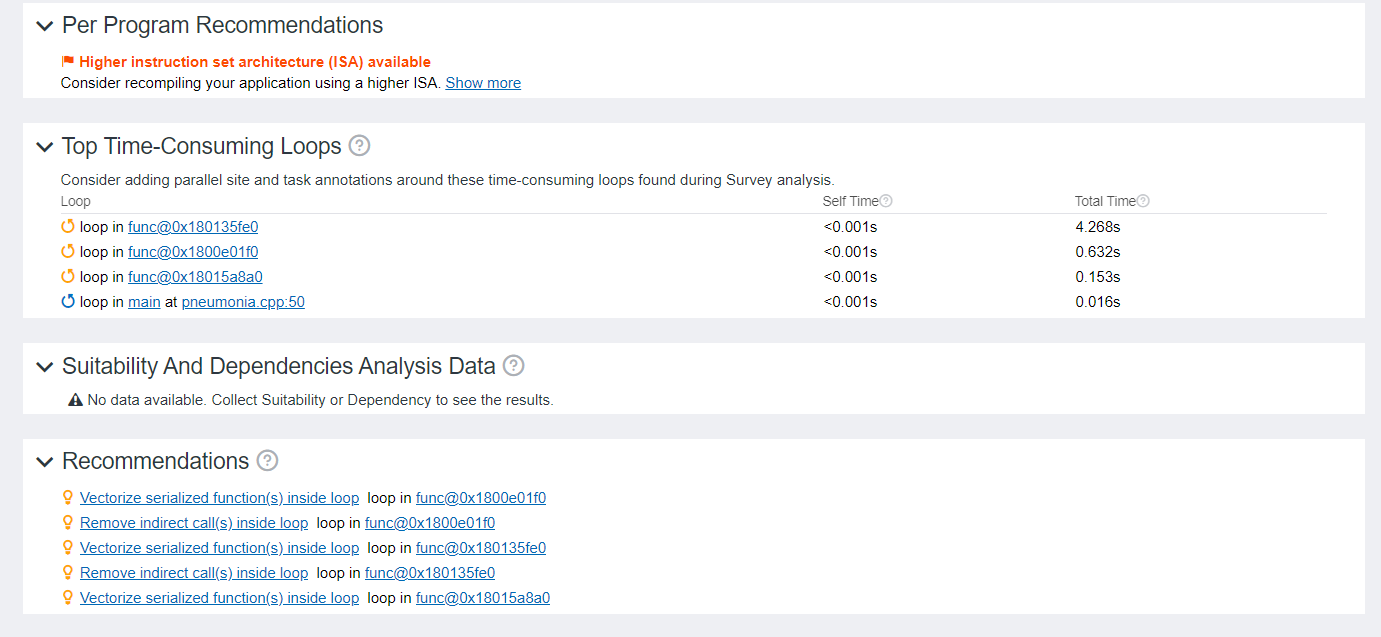 Per Program Recommendations
Higher instruction set architecture (ISA) available
Consider recompiling your application using a higher ISA. Show more
Top Time-Consuming Loops ?
Consider adding parallel site and task annotations around these time-consuming loops found during Survey analysis.
Loop Self Time ? Total Time ?
loop in func@0x180135fe0 <0.001s 4.268s
loop in func@0x1800e01f0 <0.001s 0.632s
loop in func@0x18015a8a0 <0.001s 0.153s
loop in main at pneumonia.cpp:50 <0.001s 0.016s
Suitability And Dependencies Analysis Data ?
No data available. Collect Suitability or Dependency to see the results.
Recommendations ?
Vectorize serialized function(s) inside loop loop in func@0x1800e01f0
Remove indirect call(s) inside loop loop in func@0x1800e01f0
Vectorize serialized function(s) inside loop loop in func@0x180135fe0
Remove indirect call(s) inside loop loop in func@0x180135fe0
Vectorize serialized function(s) inside loop loop in func@0x18015a8a0